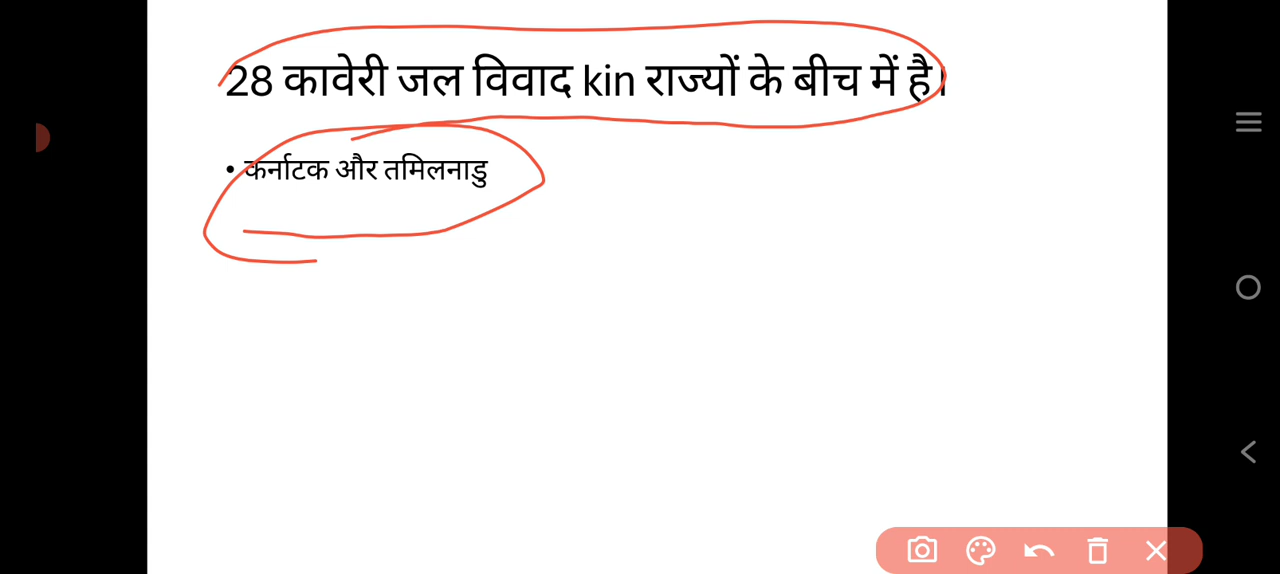 28 कावेरी जल विवाद kin राज्यों के बीच में है।
• कर्नाटक और तमिलनाडु